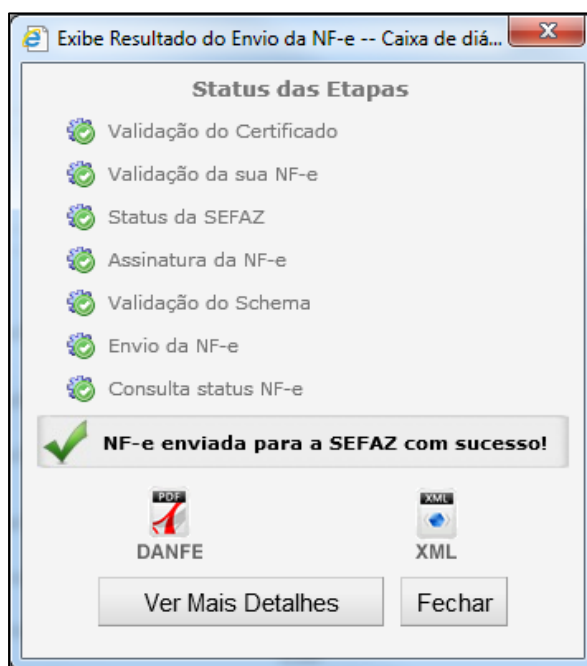 Exibe Resultado do Envio da NF-e -- Caixa de diá...
Status das Etapas
Validação do Certificado
Validação da sua NF-e
Status da SEFAZ
Assinatura da NF-e
Validação do Schema
Envio da NF-e
Consulta status NF-e
NF-e enviada para a SEFAZ com sucesso!
PDF XML
DANFE XML
Ver Mais Detalhes Fechar